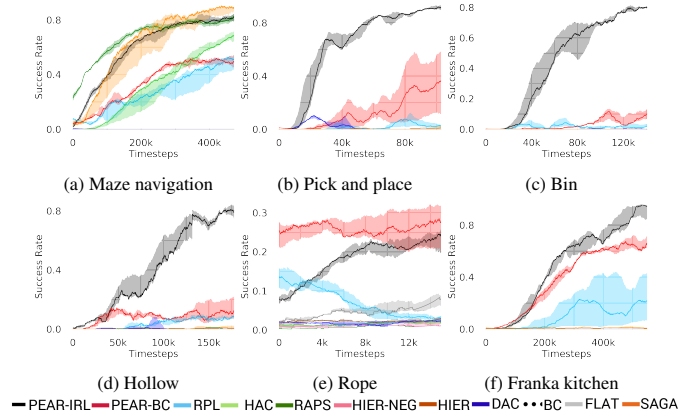 0.8
0.4
0.0
Success Rate
0 200k 400k
Timesteps
(a) Maze navigation
0.8
0.4
0.0
Success Rate
0 40k 80k
Timesteps
(b) Pick and place
0.8
0.4
0.0
Success Rate
0 40k 80k 120k
Timesteps
(c) Bin
0.8
0.4
0.0
Success Rate
0 50k 100k 150k
Timesteps
(d) Hollow
0.3
0.2
0.1
0.0
Success Rate
0 4k 8k 12k
Timesteps
(e) Rope
0.8
0.4
0.0
Success Rate
0 200k 400k
Timesteps
(f) Franka kitchen
PEAR-IRL PEAR-BC RPL HAC RAPS HIER-NEG HIER DAC BC FLAT SAGA